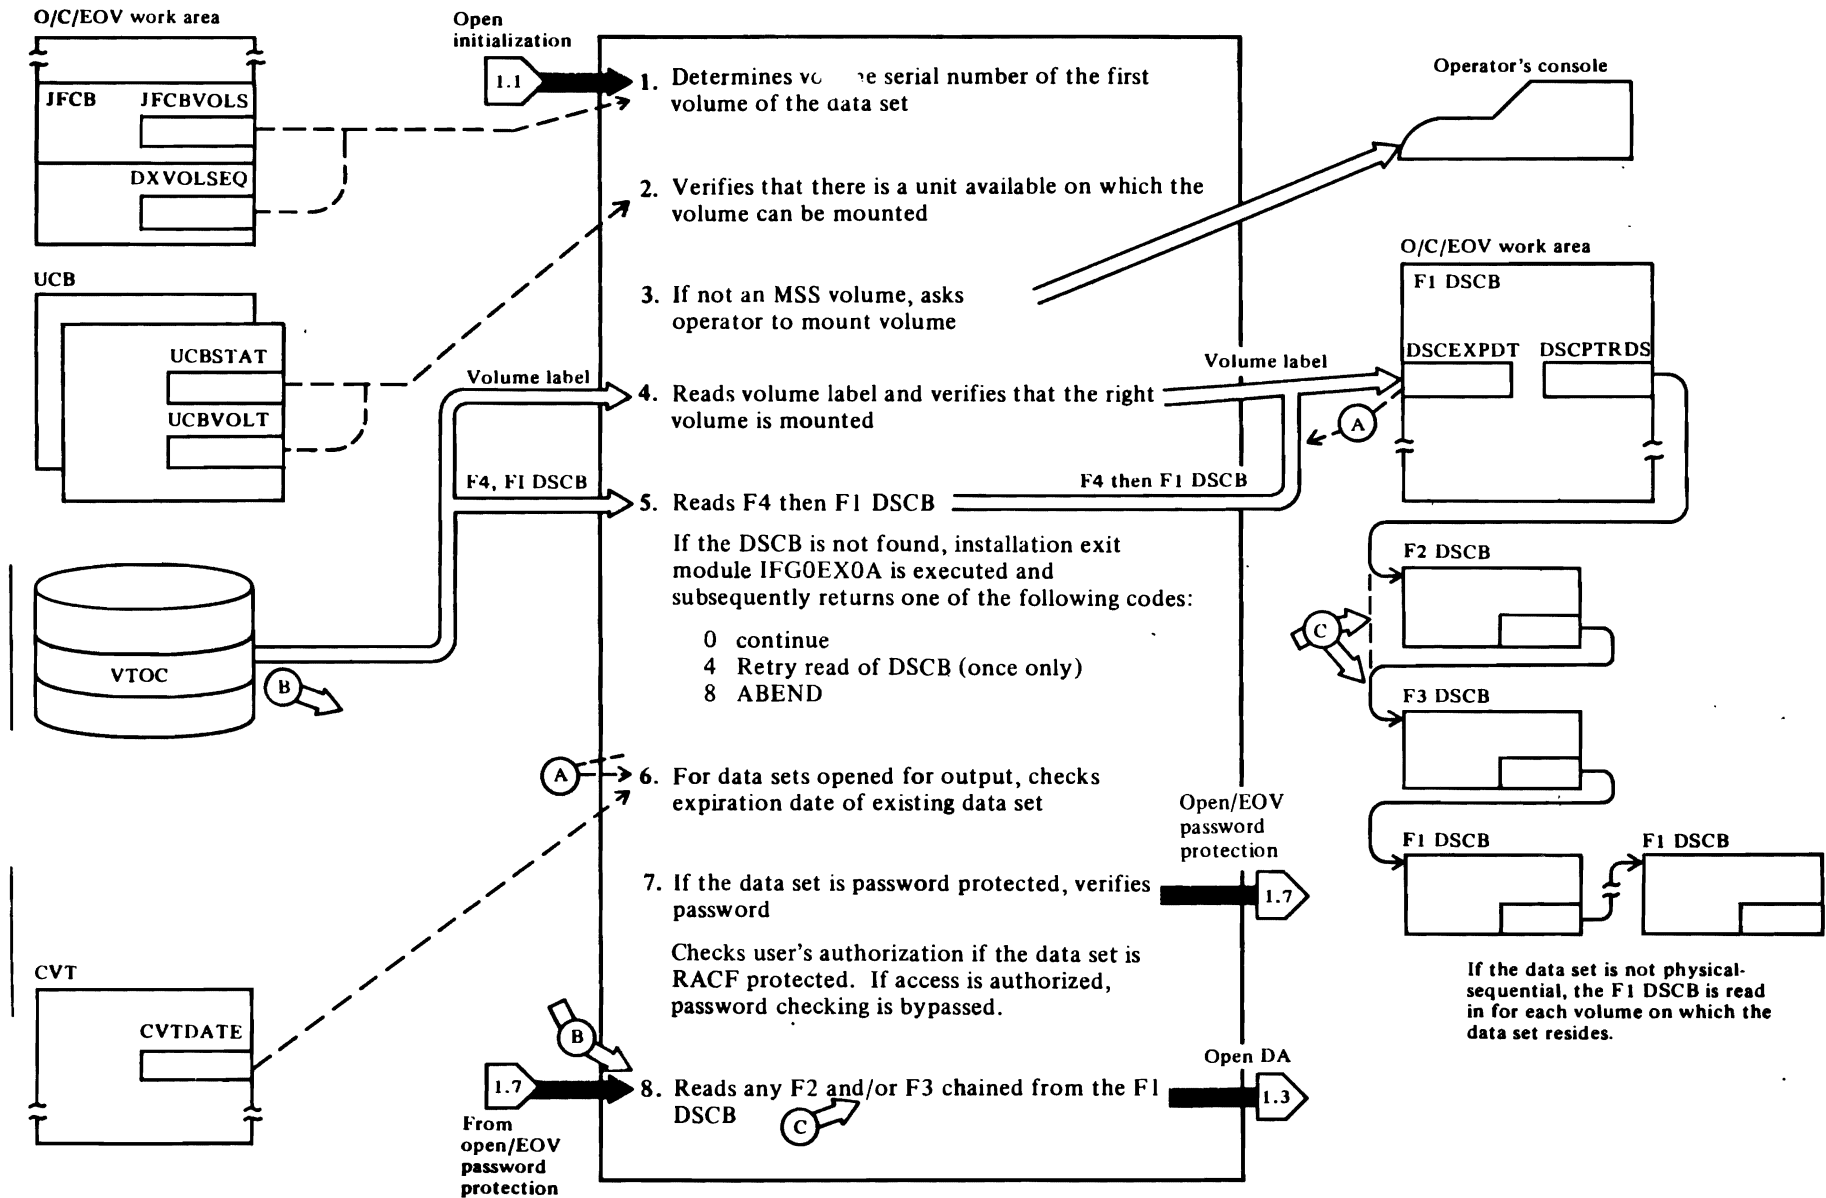 O/C/EOV work area
JFCB
JFCBVOLS
DXVOLSEQ
UCB
UCBSTAT
UCBVOLT
VTOC
B
CVT
CVTDATE
Open
initialization
1.1
Volume label
F4, FI DSCB
A
B
1.7
From
open/EOV
password
protection
1. Determines serial number of the first
volume of the data set
2. Verifies that there is a unit available on which the
volume can be mounted
3. If not an MSS volume, asks
operator to mount volume
4. Reads volume label and verifies that the right
volume is mounted
5. Reads F4 then F1 DSCB
If the DSCB is not found, installation exit
module IFG0EX0A is executed and
subsequently returns one of the following codes:
0 continue
4 Retry read of DSCB (once only)
8 ABEND
6. For data sets opened for output, checks
expiration date of existing data set
7. If the data set is password protected, verifies
password
Checks user's authorization if the data set is
RACF protected. If access is authorized,
password checking is bypassed.
8. Reads any F2 and/or F3 chained from the F1
DSCB
C
Volume label
F4 then F1 DSCB
Open/EOV
password
protection
1.7
Open DA
1.3
Operator's console
O/C/EOV work area
F1 DSCB
DSCEXPDT
DSCPTRDS
A
F2 DSCB
C
F3 DSCB
F1 DSCB
F1 DSCB
If the data set is not physical-
sequential, the F1 DSCB is read
in for each volume on which the
data set resides.